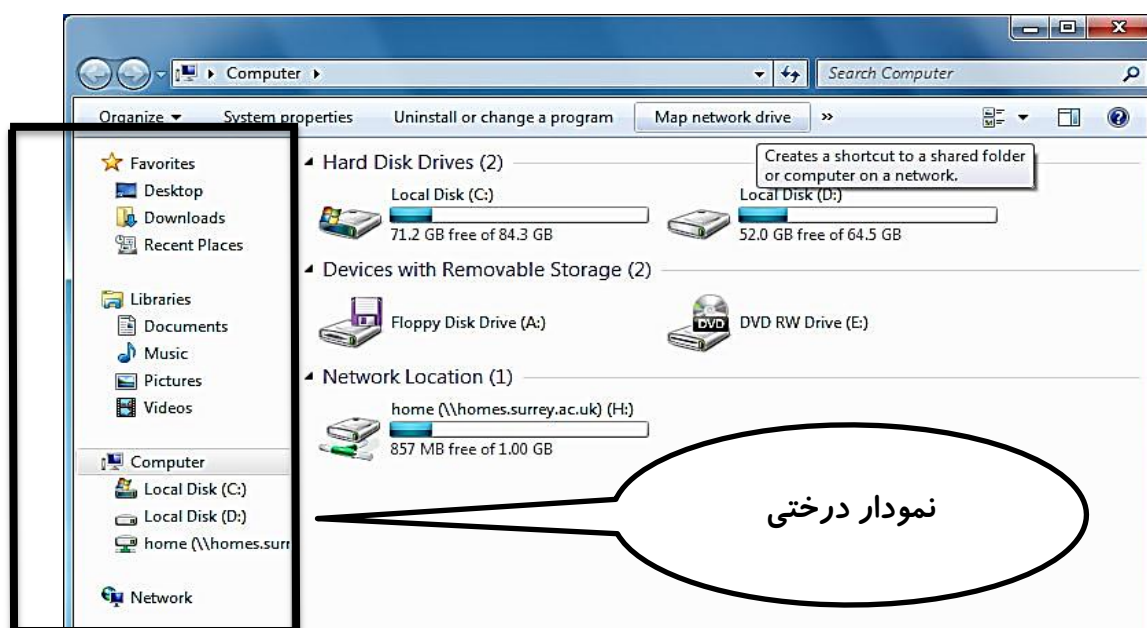 Computer
Search Computer
Organize System properties Uninstall or change a program Map network drive »
Creates a shortcut to a shared folder
or computer on a network.
Favorites
Desktop
Downloads
Recent Places
Libraries
Documents
Music
Pictures
Videos
Computer
Local Disk (C:)
Local Disk (D:)
home (\\homes.surr
Network
Hard Disk Drives (2)
Local Disk (C:)
71.2 GB free of 84.3 GB
Local Disk (D:)
52.0 GB free of 64.5 GB
Devices with Removable Storage (2)
Floppy Disk Drive (A:)
DVD
DVD RW Drive (E:)
Network Location (1)
home (\\homes.surrey.ac.uk) (H:)
857 MB free of 1.00 GB
نمودار درختی